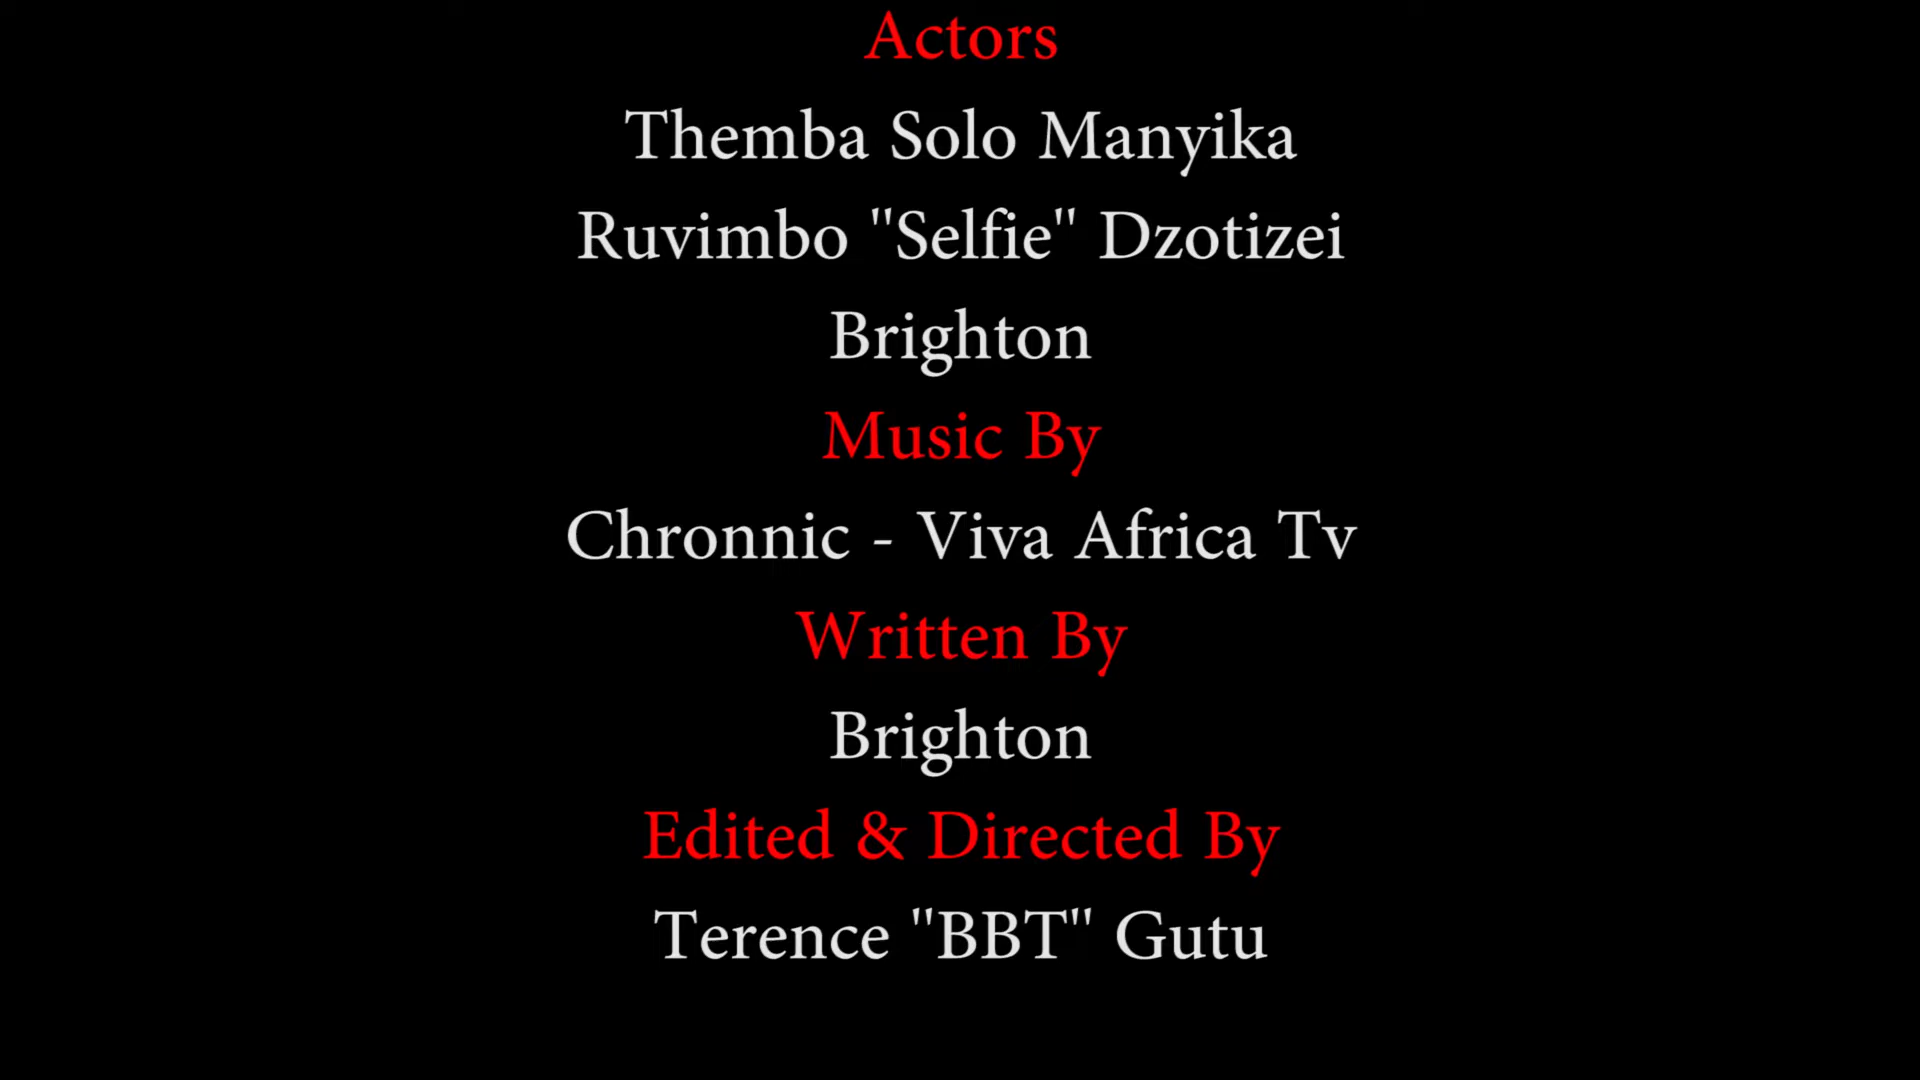 Actors
Themba Solo Manyika
Ruvimbo "Selfie" Dzotizei
Brighton
Music By
Chronnic - Viva Africa Tv
Written By
Brighton
Edited & Directed By
Terence "BBT" Gutu